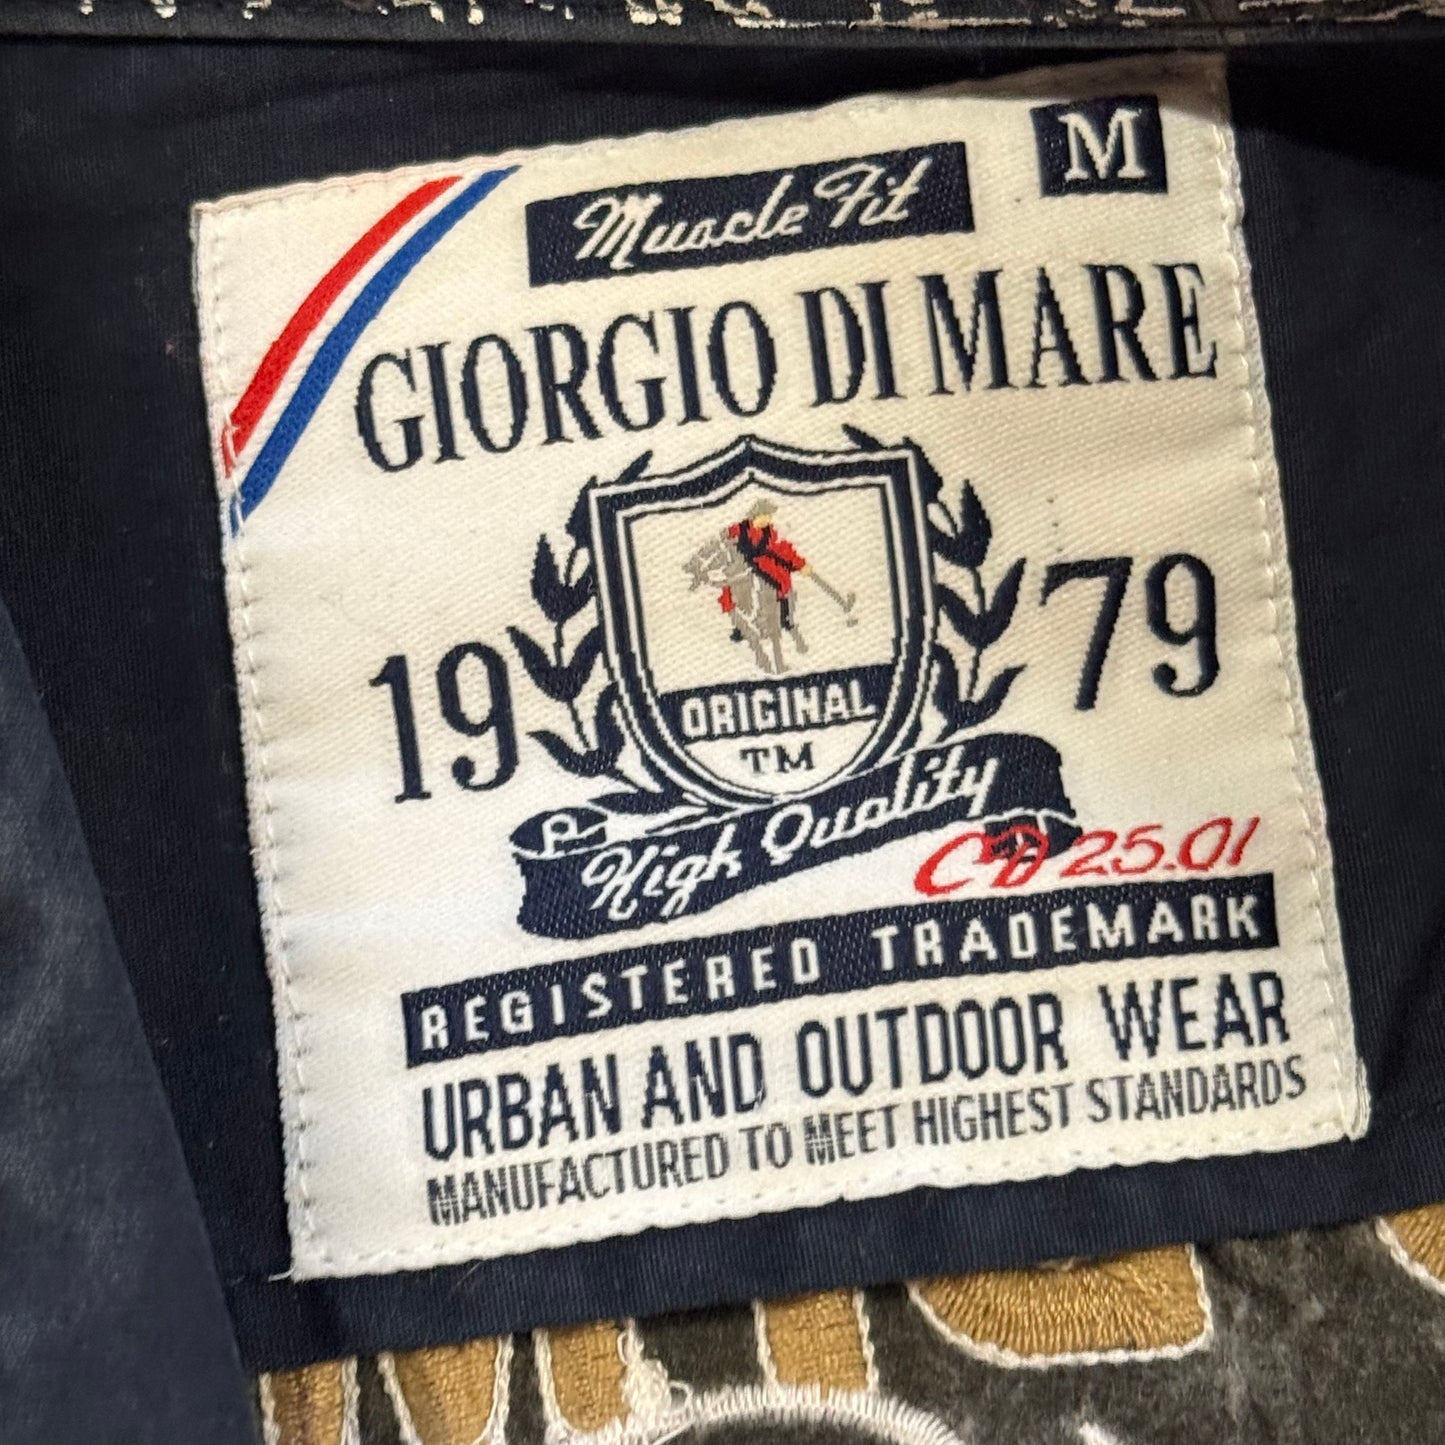 Muscle Fit
M
GIORGIO DI MARE
19 79
ORIGINAL
TM
High Quality
25.01
REGISTERED TRADEMARK
URBAN AND OUTDOOR WEAR
MANUFACTURED TO MEET HIGHEST STANDARDS